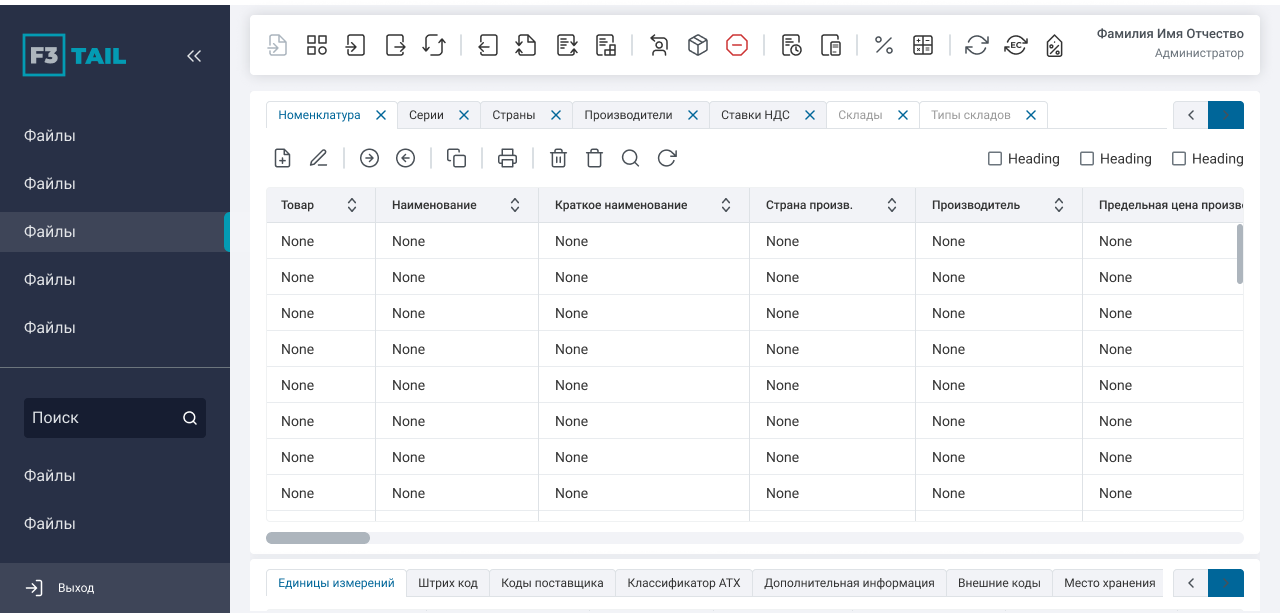 F3 TAIL
Файлы
Файлы
Файлы
Файлы
Файлы
Поиск
Файлы
Файлы
Выход
EC
Фамилия Имя Отчество
Администратор
Номенклатура Серии Страны Производители Ставки НДС Склады Типы складов
Heading Heading Heading
Товар Наименование Краткое наименование Страна произв. Производитель Предельная цена произв
None None None None None None
None None None None None None
None None None None None None
None None None None None None
None None None None None None
None None None None None None
None None None None None None
None None None None None None
Единицы измерений Штрих код Коды поставщика Классификатор АТХ Дополнительная информация Внешние коды Место хранения